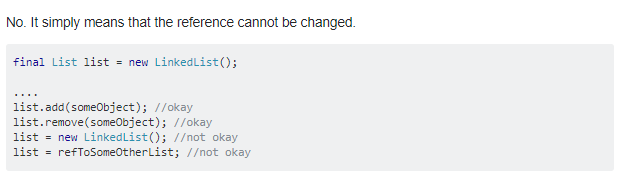 No. It simply means that the reference cannot be changed.
final List list = new LinkedList();
....
list.add(someObject); //okay
list.remove(someObject); //okay
list = new LinkedList(); //not okay
list = refToSomeOtherList; //not okay